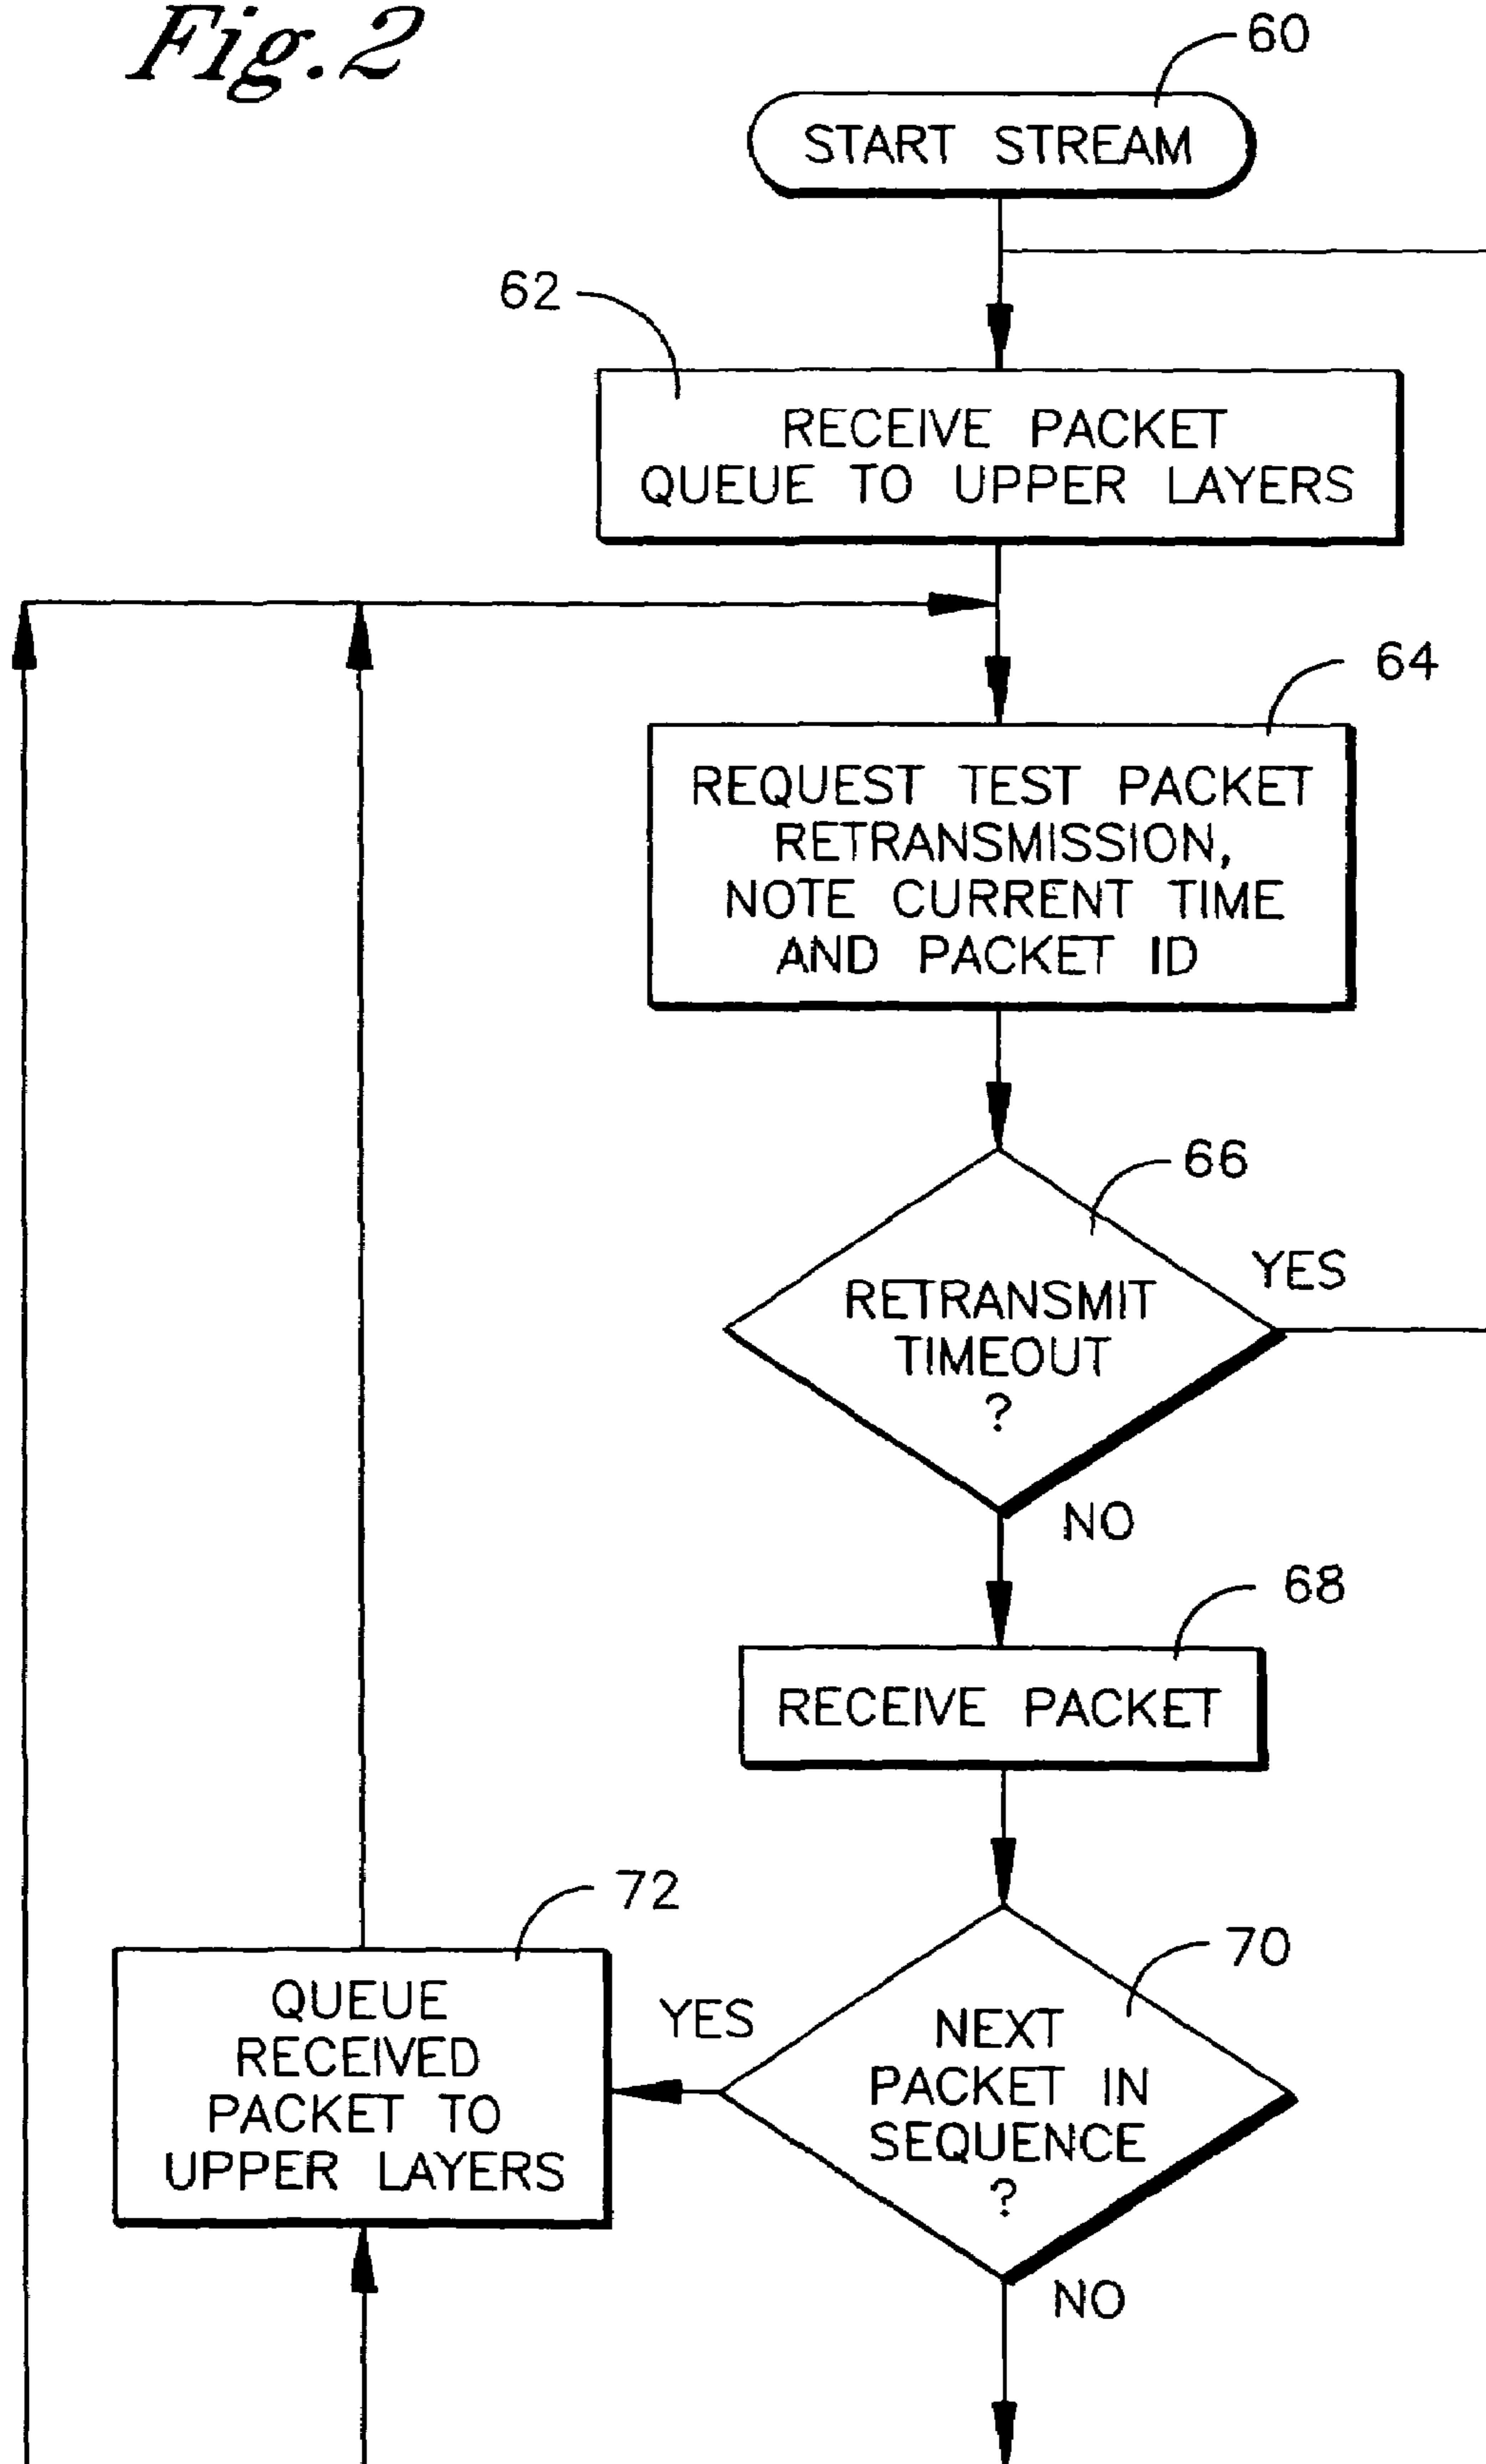 Fig. 2
60
START STREAM
62
RECEIVE PACKET
QUEUE TO UPPER LAYERS
64
REQUEST TEST PACKET
RETRANSMISSION,
NOTE CURRENT TIME
AND PACKET ID
66
YES
RETRANSMIT
TIMEOUT
?
NO
68
RECEIVE PACKET
72
70
QUEUE
RECEIVED
PACKET TO
UPPER LAYERS
YES
NEXT
PACKET IN
SEQUENCE
?
NO